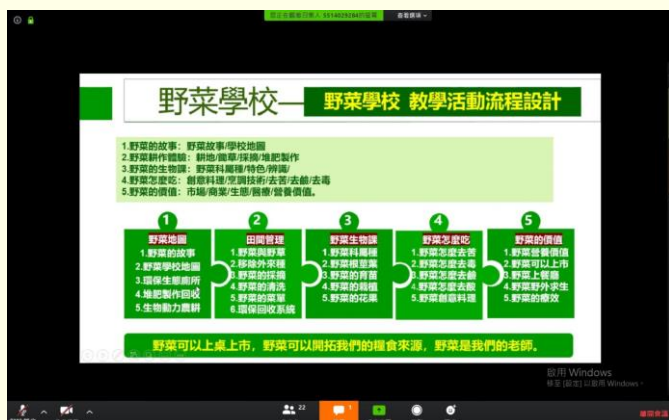 野菜學校—
野菜學校 教學活動流程設計
1.野菜的故事：野菜故事/學校地圖
2.野菜耕作體驗：耕地/鋤草/採摘/堆肥製作
3.野菜的生物課：野菜科屬種/特色/辨識/
4.野菜怎麼吃：創意料理/烹調技術/去苦/去鹼/去毒
5.野菜的價值：市場/商業/生態/醫療/營養價值。
1
野菜地圖
1.野菜的故事
2.野菜學校地圖
3.環保生態廁所
4.堆肥製作回收
5.生物動力農耕
2
田間管理
1.野菜與野草
2.移除外來種
3.野菜的採摘
4.野菜的清洗
5.野菜的菜單
6.環保回收系統
3
野菜生物課
1.野菜科屬種
2.野菜根莖葉
3.野菜的育苗
4.野菜的栽植
5.野菜的花果
4
野菜怎麼吃
1.野菜怎麼去苦
2.野菜怎麼去毒
3.野菜怎麼去鹼
4.野菜怎麼去酸
5.野菜創意料理
5
野菜的價值
1.野菜營養價值
2.野菜可以上市
3.野菜上餐廳
4.野菜野外求生
5.野菜的療效
野菜可以上桌上市，野菜可以開拓我們的糧食來源，野菜是我們的老師。
啟用 Windows
移至 [設定] 以啟用 Windows。
22
1